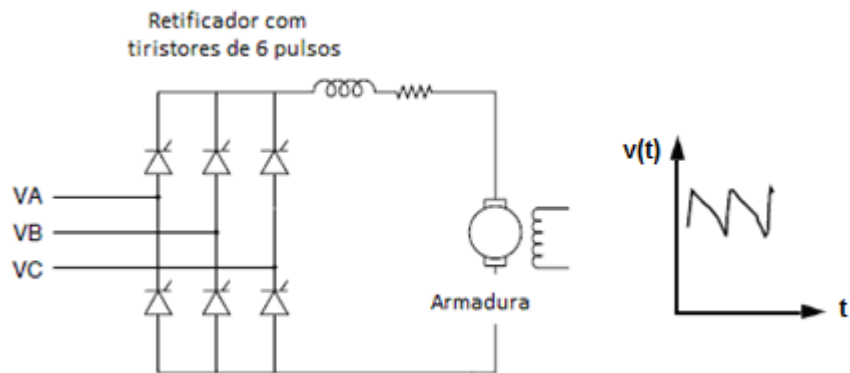 Retificador com
tiristores de 6 pulsos
VA
VB
VC
Armadura
v(t)
t